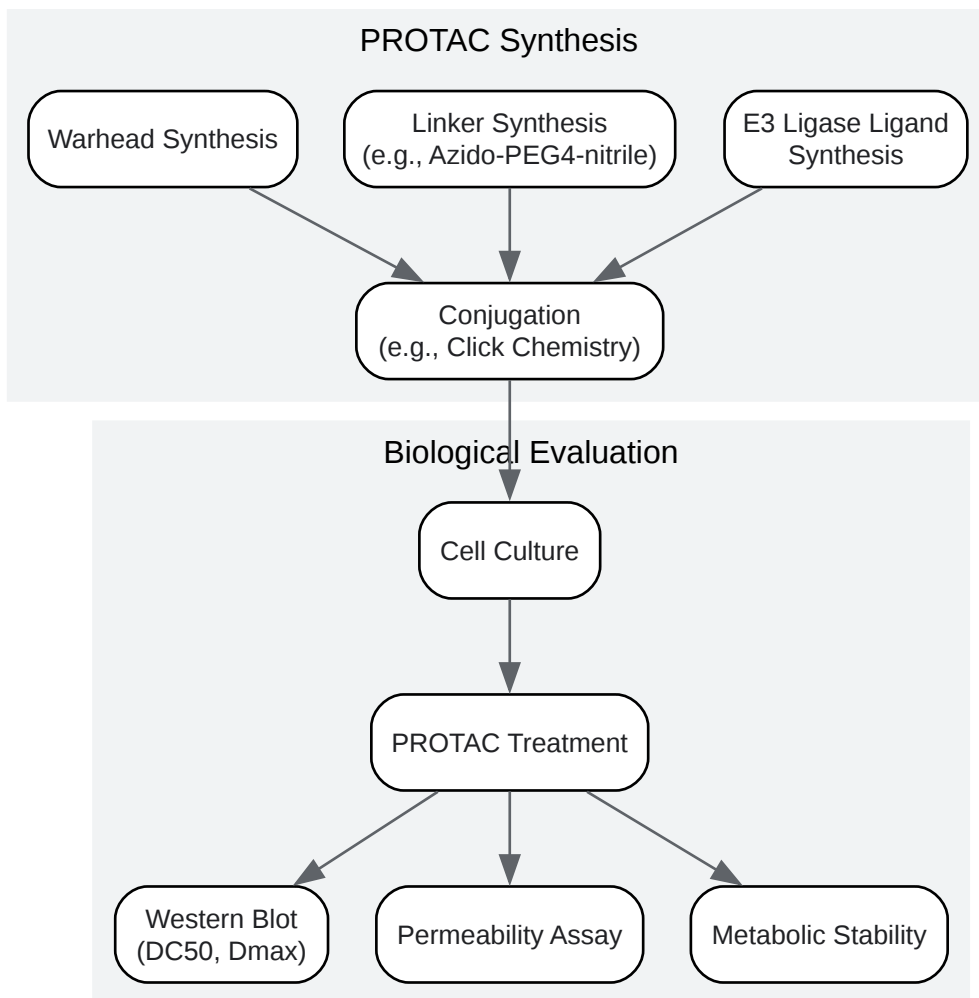 PROTAC Synthesis
Warhead Synthesis
Linker Synthesis
(e.g., Azido-PEG4-nitrile)
E3 Ligase Ligand
Synthesis
Conjugation
(e.g., Click Chemistry)
Biological Evaluation
Cell Culture
PROTAC Treatment
Western Blot
(DC50, Dmax)
Permeability Assay
Metabolic Stability